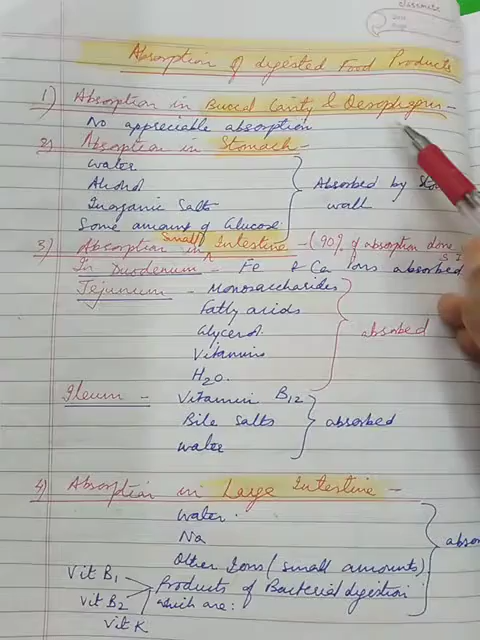 classmate
Date
Page
Absorption of digested Food Products
1) Absorption in Buccal Cavity & Oesophagus -
No appreciable absorption
2) Absorption in Stomach -
Water
Alcohol
Inorganic Salts
Some amount of Glucose
Absorbed by
wall
3) Absorption in Small Intestine - (90% of absorption done
S I
In Duodenum - Fe & Ca Ions absorbed
Jejunum - Monosaccharides
Fatty acids
Glycerol
Vitamins
H2O.
absorbed
Ileum - Vitamin B12
Bile Salts
water
absorbed
4) Absorption in Large Intestine -
Water.
Na
Other Ions (small amounts)
Products of Bacterial digestion
which are:
Vit B1
Vit B2
Vit K